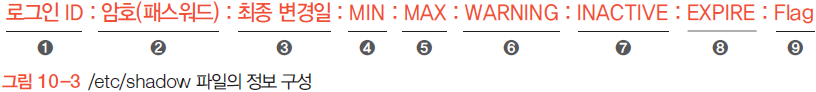 로그인 ID : 암호(패스워드) : 최종 변경일 : MIN : MAX : WARNING : INACTIVE : EXPIRE : Flag
❶ ❷ ❸ ❹ ❺ ❻ ❼ ❽ ❾
그림 10-3 /etc/shadow 파일의 정보 구성